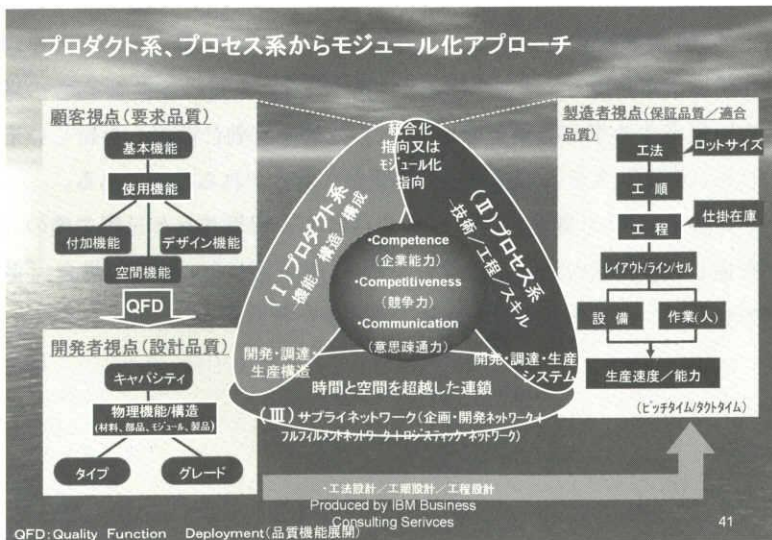 プロダクト系、プロセス系からモジュール化アプローチ
顧客視点(要求品質)
基本機能
使用機能
付加機能
デザイン機能
空間機能
QFD
開発者視点(設計品質)
キャパシティ
物理機能/構造
(材料、部品、モジュール、製品)
タイプ
グレード
統合化
指向又は
モジュール化
指向
(Ⅰ)プロダクト系
機能/構造/構成
(Ⅱ)プロセス系
技術/工程/スキル
・Competence
(企業能力)
・Competitiveness
(競争力)
・Communication
(意思疎通力)
開発・調達・
生産構造
開発・調達・生産
システム
時間と空間を超越した連鎖
(Ⅲ)サプライネットワーク(企画・開発ネットワーク+
フルフィルメントネットワーク+ロジスティック・ネットワーク)
製造者視点(保証品質/適合
品質)
工法
ロットサイズ
工順
工程
仕掛在庫
レイアウト/ライン/セル
設備
作業(人)
生産速度/能力
(ピッチタイム/タクトタイム)
・工法設計/工順設計/工程設計
Produced by IBM Business
Consulting Serivces
41
QFD:Quality Function Deployment(品質機能展開)